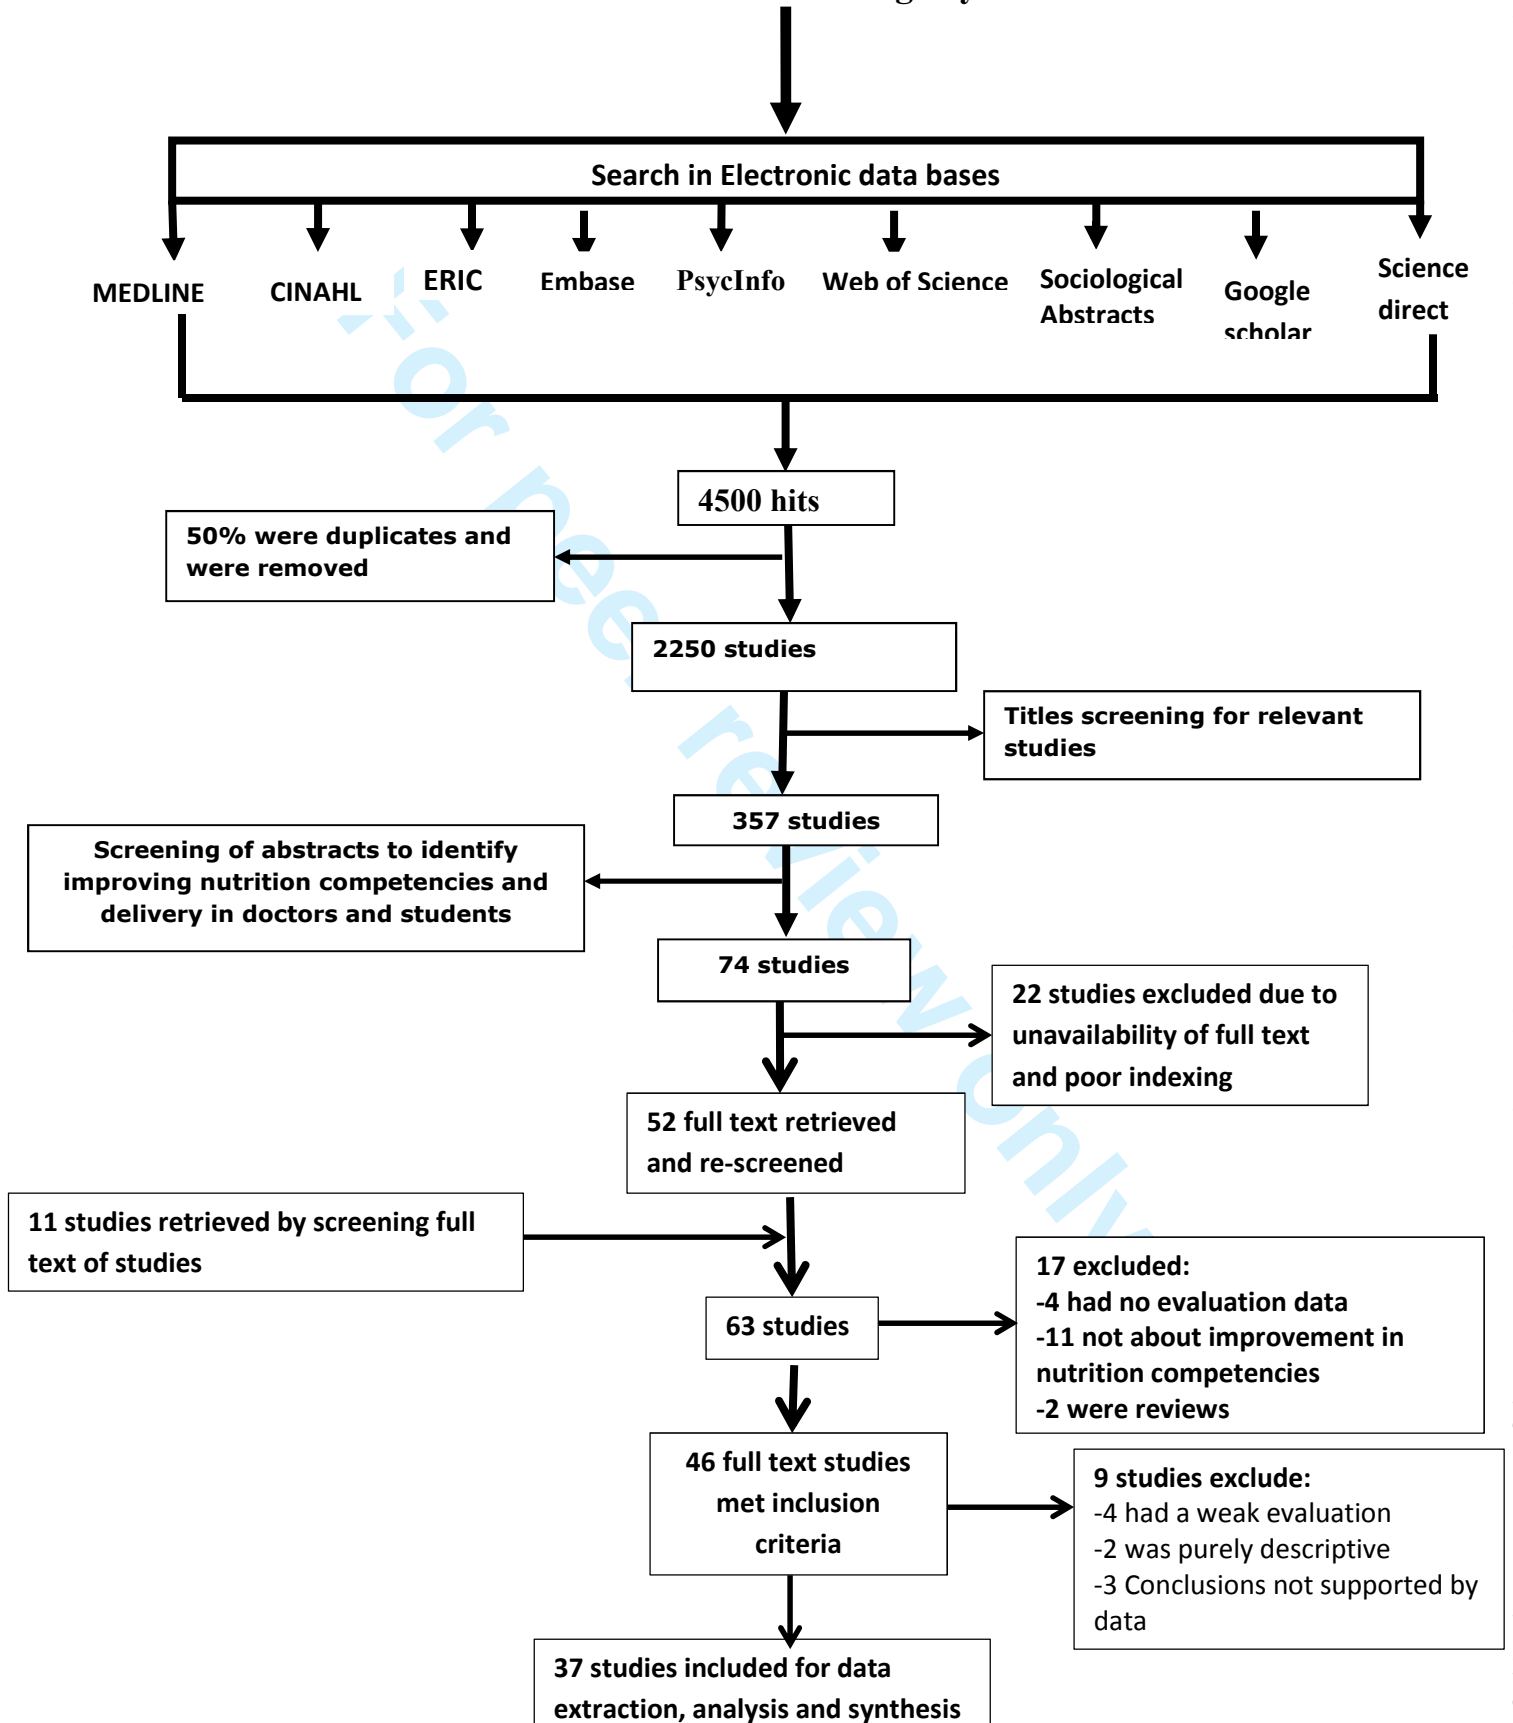 Search in Electronic data bases
MEDLINE
CINAHL
ERIC
Embase
PsycInfo
Web of Science
Sociological
Abstracts
Google
scholar
Science
direct
4500 hits
50% were duplicates and
were removed
2250 studies
Titles screening for relevant
studies
357 studies
Screening of abstracts to identify
improving nutrition competencies and
delivery in doctors and students
74 studies
22 studies excluded due to
unavailability of full text
and poor indexing
52 full text retrieved
and re-screened
11 studies retrieved by screening full
text of studies
63 studies
17 excluded:
-4 had no evaluation data
-11 not about improvement in
nutrition competencies
-2 were reviews
46 full text studies
met inclusion
criteria
9 studies exclude:
-4 had a weak evaluation
-2 was purely descriptive
-3 Conclusions not supported by
data
37 studies included for data
extraction, analysis and synthesis
For peer review only